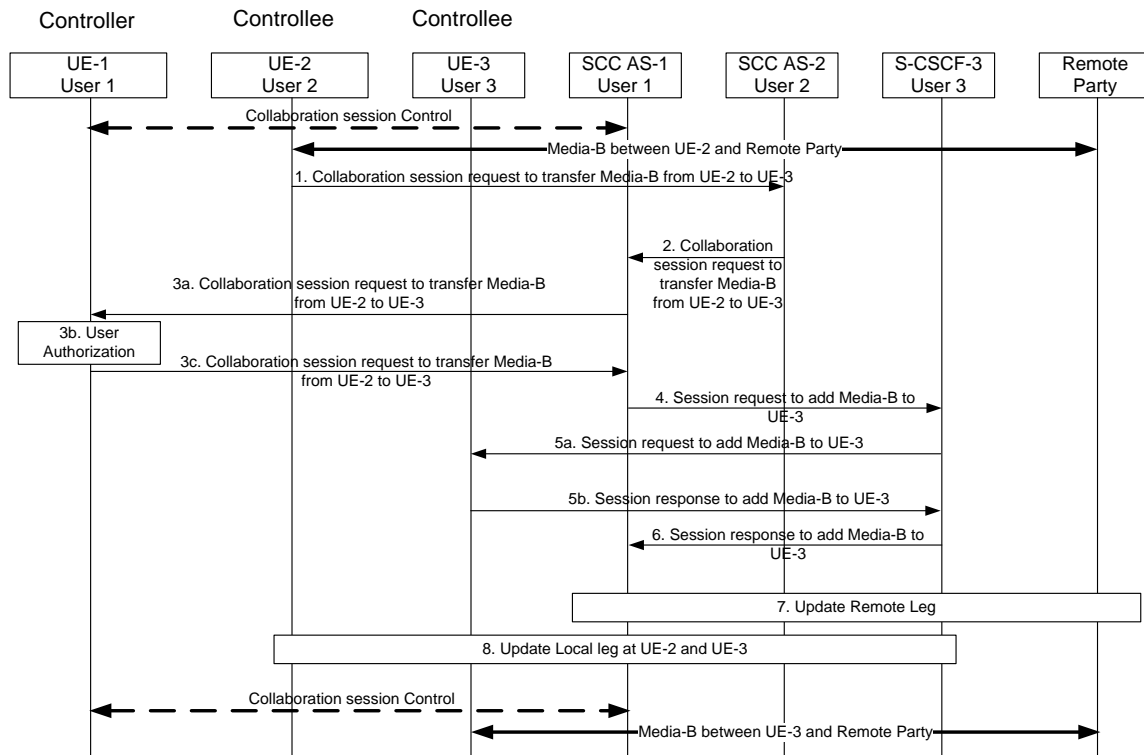 Controller
Controllee
Controllee
UE-1
User 1
UE-2
User 2
UE-3
User 3
SCC AS-1
User 1
SCC AS-2
User 2
S-CSCF-3
User 3
Remote
Party
Collaboration session Control
Media-B between UE-2 and Remote Party
1. Collaboration session request to transfer Media-B from UE-2 to UE-3
2. Collaboration
session request to
transfer Media-B
from UE-2 to UE-3
3a. Collaboration session request to transfer Media-B
from UE-2 to UE-3
3b. User
Authorization
3c. Collaboration session request to transfer Media-B
from UE-2 to UE-3
4. Session request to add Media-B to
UE-3
5a. Session request to add Media-B to UE-3
5b. Session response to add Media-B to UE-3
6. Session response to add Media-B to
UE-3
7. Update Remote Leg
8. Update Local leg at UE-2 and UE-3
Collaboration session Control
Media-B between UE-3 and Remote Party